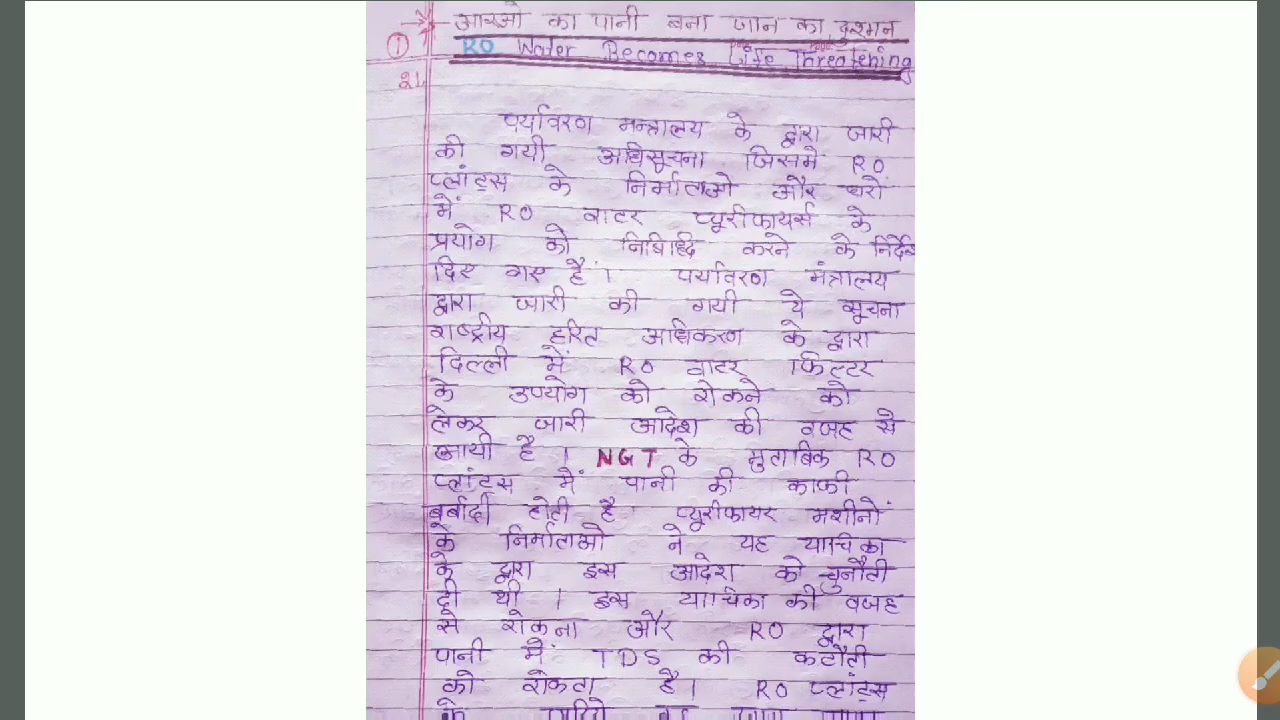 आरओ का पानी बना जान का दुश्मन
① RO Water Becomes Life Threatening
पर्यावरण मन्त्रालय के द्वारा जारी
की गयी अधिसूचना जिसमें RO
प्लांट्स के निर्माताओ और घरों
में RO वाटर प्यूरीफायर्स के
प्रयोग को निषिद्धि करने के निर्देश
दिए गए है। पर्यावरण मंत्रालय
द्वारा जारी की गयी ये सूचना
राष्ट्रीय हरित अधिकरण के द्वारा
दिल्ली में RO वाटर फिल्टर
के उपयोग को रोकने को
लेकर जारी आदेश की वजह से
आयी है। NGT के मुताबिक RO
प्लांट्स में पानी की काफी
बर्बादी होती है। प्यूरीफायर मशीनों
के निर्माताओ ने यह याचिका
के द्वारा इस आदेश को चुनौती
दी थी। इस याचिका की वजह
से रोकना और RO द्वारा
पानी में TDS की कटौती
को रोकता है। RO प्लांट्स